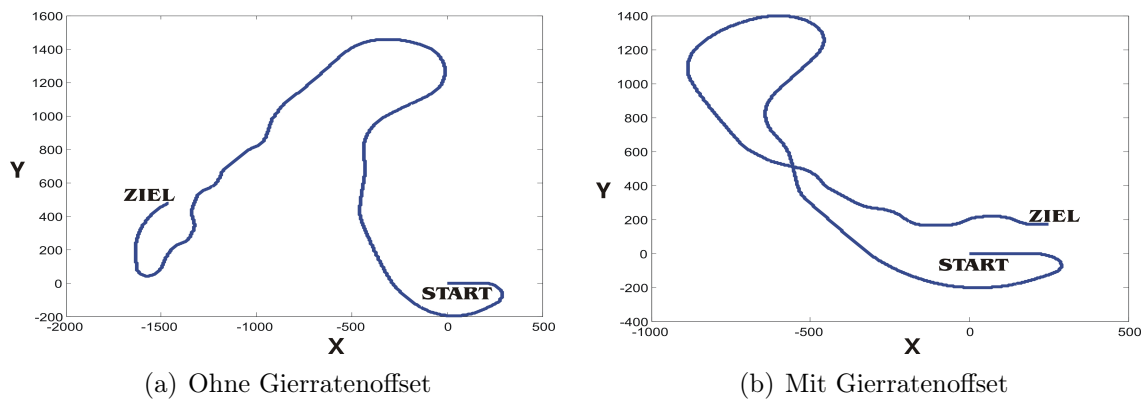 1600
1400
1200
1000
800
600
400
200
0
-200
Y
-2000 -1500 -1000 -500 0 500
X
ZIEL
START
(a) Ohne Gierratenoffset
1400
1200
1000
800
600
400
200
0
-200
-400
Y
-1000 -500 0 500
X
ZIEL
START
(b) Mit Gierratenoffset